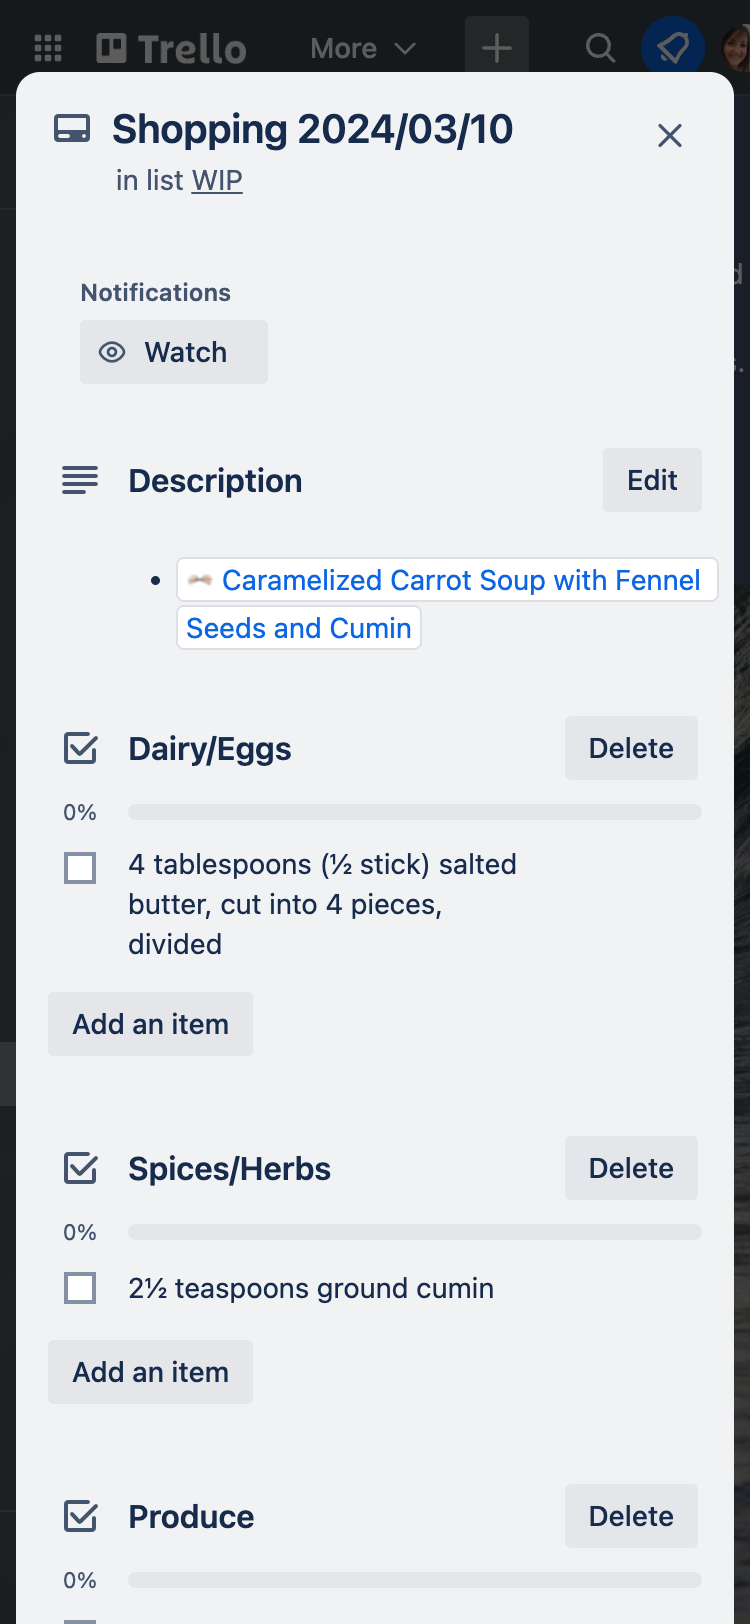 Trello
More
Shopping 2024/03/10
in list WIP
Notifications
Watch
Description
Edit
Caramelized Carrot Soup with Fennel
Seeds and Cumin
Dairy/Eggs
Delete
0%
4 tablespoons (½ stick) salted
butter, cut into 4 pieces,
divided
Add an item
Spices/Herbs
Delete
0%
2½ teaspoons ground cumin
Add an item
Produce
Delete
0%